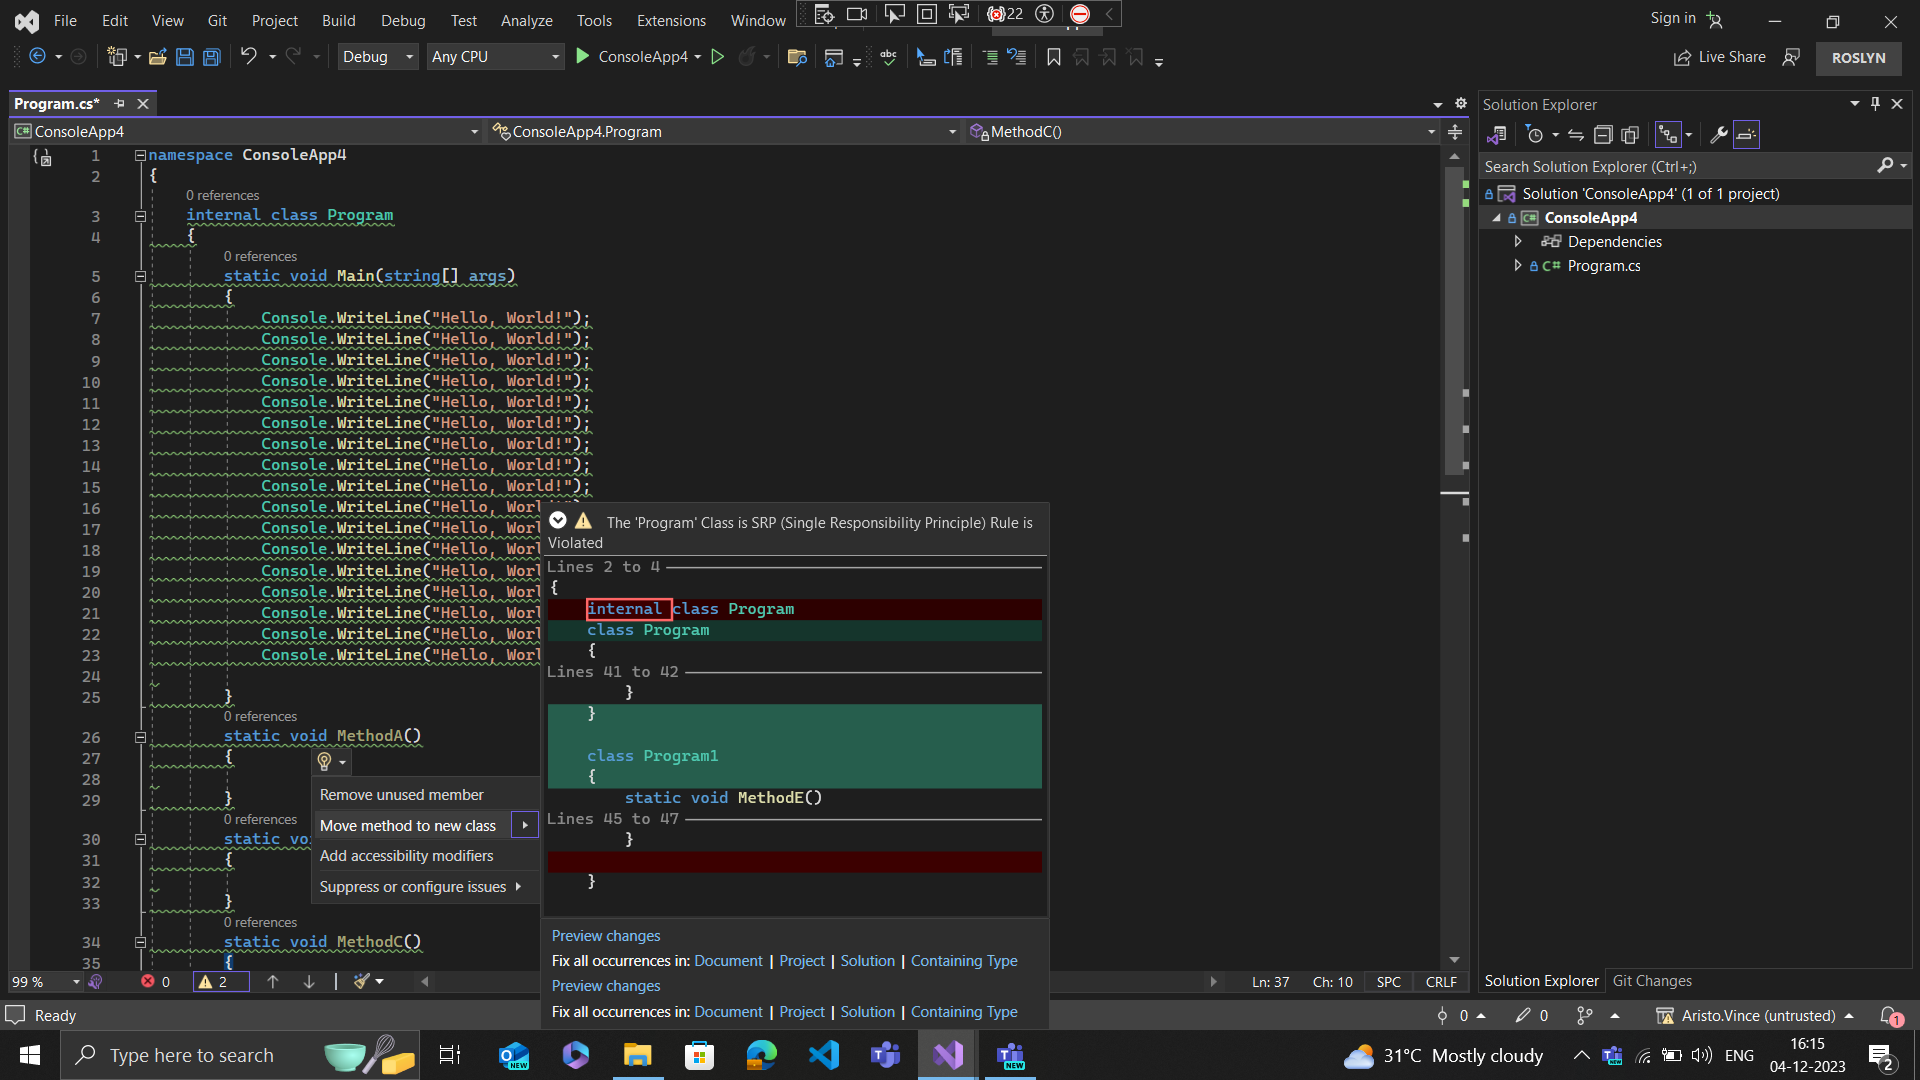 File Edit View Git Project Build Debug Test Analyze Tools Extensions Window 22 Sign in
Debug Any CPU ConsoleApp4 abc Live Share ROSLYN
Program.cs*
C# ConsoleApp4 ConsoleApp4.Program MethodC()
1 namespace ConsoleApp4
2 {
0 references
3 internal class Program
4 {
0 references
5 static void Main(string[] args)
6 {
7 Console.WriteLine("Hello, World!");
8 Console.WriteLine("Hello, World!");
9 Console.WriteLine("Hello, World!");
10 Console.WriteLine("Hello, World!");
11 Console.WriteLine("Hello, World!");
12 Console.WriteLine("Hello, World!");
13 Console.WriteLine("Hello, World!");
14 Console.WriteLine("Hello, World!");
15 Console.WriteLine("Hello, World!");
16 Console.WriteLine("Hello, Wor
17 Console.WriteLine("Hello, Wor
18 Console.WriteLine("Hello, Wor
19 Console.WriteLine("Hello, Wor
20 Console.WriteLine("Hello, Wor
21 Console.WriteLine("Hello, Wor
22 Console.WriteLine("Hello, Wor
23 Console.WriteLine("Hello, Wor
24
25 }
0 references
26 static void MethodA()
27 {
28
29 }
0 references
30 static voi
31 {
32
33 }
0 references
34 static void MethodC()
35 {
Remove unused member
Move method to new class
Add accessibility modifiers
Suppress or configure issues
The 'Program' Class is SRP (Single Responsibility Principle) Rule is
Violated
Lines 2 to 4
{
internal class Program
class Program
{
Lines 41 to 42
}
}
class Program1
{
static void MethodE()
Lines 45 to 47
}
}
Preview changes
Fix all occurrences in: Document | Project | Solution | Containing Type
Preview changes
Fix all occurrences in: Document | Project | Solution | Containing Type
99 % 0 2 Ln: 37 Ch: 10 SPC CRLF
Solution Explorer
Search Solution Explorer (Ctrl+;)
Solution 'ConsoleApp4' (1 of 1 project)
C# ConsoleApp4
Dependencies
C# Program.cs
Solution Explorer Git Changes
Ready 0 0 Aristo.Vince (untrusted) 1
Type here to search NEW NEW 31°C Mostly cloudy NEW ENG 16:15
04-12-2023 2